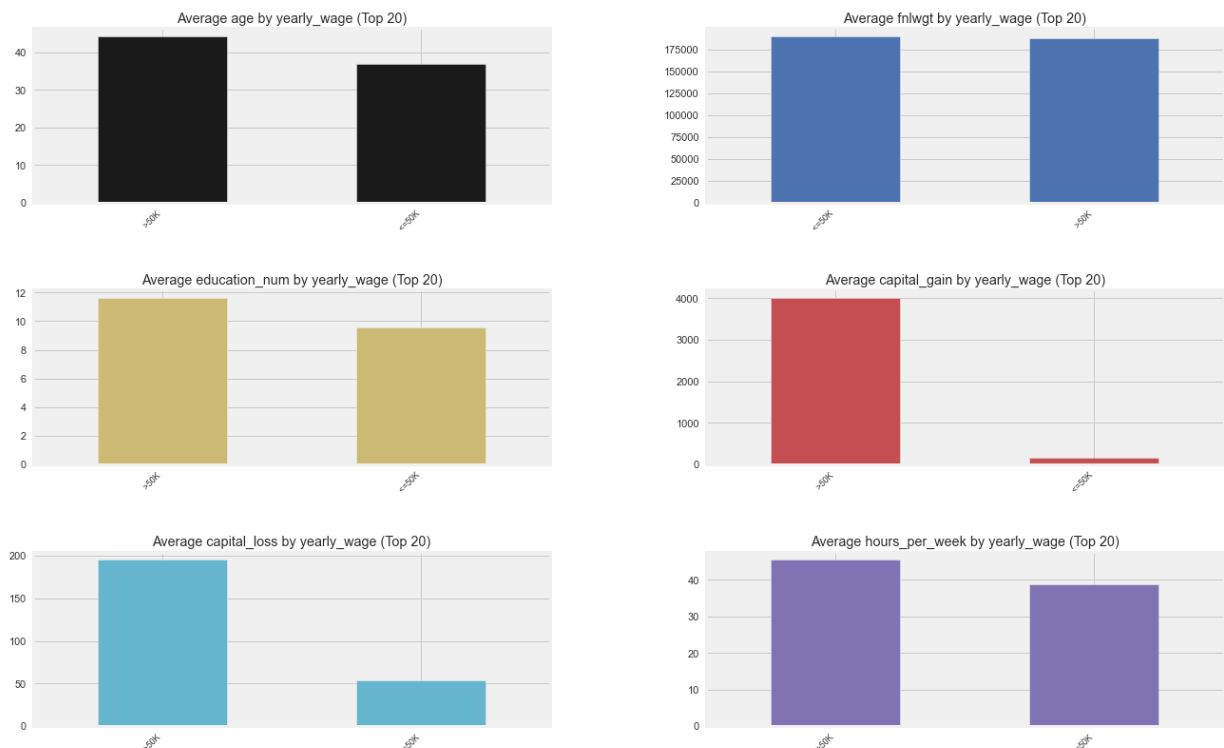 Average age by yearly_wage (Top 20)
40
30
20
10
0
>50K
<=50K
Average fnlwgt by yearly_wage (Top 20)
175000
150000
125000
100000
75000
50000
25000
0
<=50K
>50K
Average education_num by yearly_wage (Top 20)
12
10
8
6
4
2
0
>50K
<=50K
Average capital_gain by yearly_wage (Top 20)
4000
3000
2000
1000
0
>50K
<=50K
Average capital_loss by yearly_wage (Top 20)
200
150
100
50
0
>50K
<=50K
Average hours_per_week by yearly_wage (Top 20)
40
30
20
10
0
>50K
<=50K